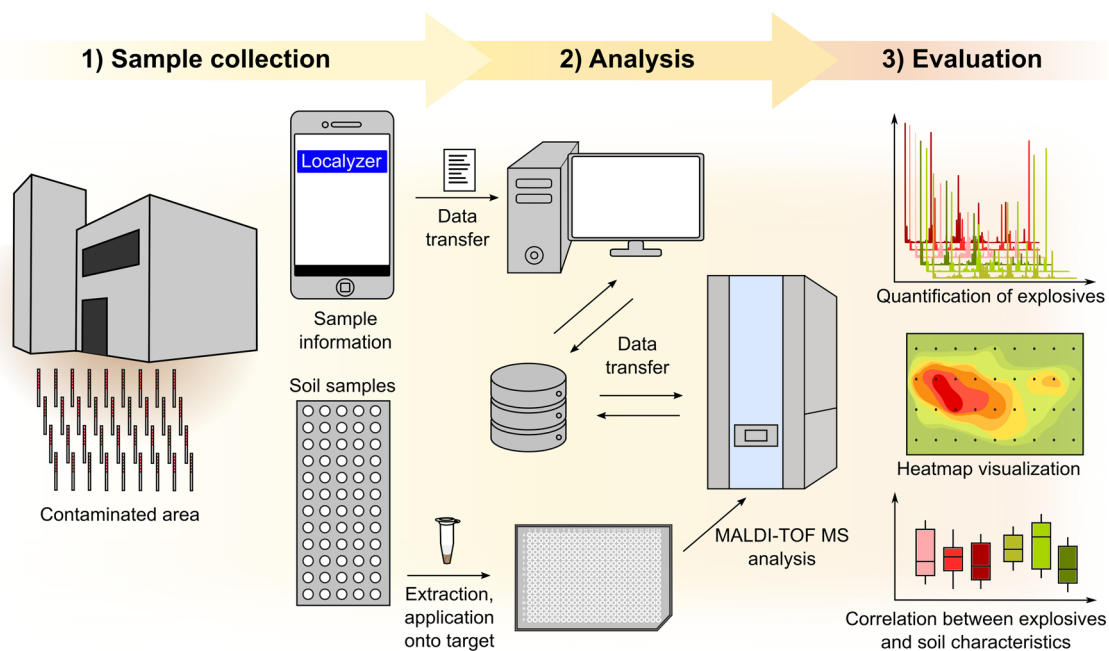 1) Sample collection
2) Analysis
3) Evaluation
Localyzer
Data
transfer
Sample
information
Soil samples
Contaminated area
Extraction,
application
onto target
Data
transfer
MALDI-TOF MS
analysis
Quantification of explosives
Heatmap visualization
Correlation between explosives
and soil characteristics